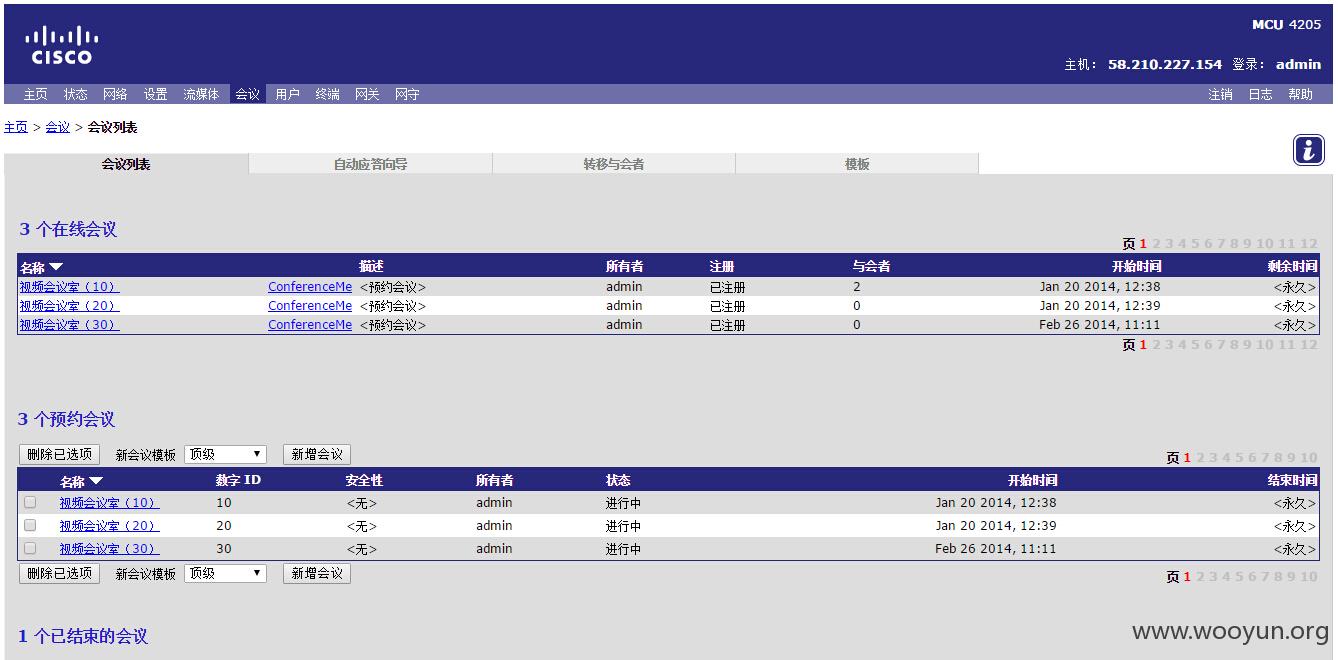 CISCO
MCU 4205
主机： 58.210.227.154 登录： admin
主页 状态 网络 设置 流媒体 会议 用户 终端 网关 网守 注销 日志 帮助
主页 > 会议 > 会议列表
会议列表 自动应答向导 转移与会者 模板
3 个在线会议
页 1 2 3 4 5 6 7 8 9 10 11 12
名称 描述 所有者 注册 与会者 开始时间 剩余时间
视频会议室（10） ConferenceMe <预约会议> admin 已注册 2 Jan 20 2014, 12:38 <永久>
视频会议室（20） ConferenceMe <预约会议> admin 已注册 0 Jan 20 2014, 12:39 <永久>
视频会议室（30） ConferenceMe <预约会议> admin 已注册 0 Feb 26 2014, 11:11 <永久>
页 1 2 3 4 5 6 7 8 9 10 11 12
3 个预约会议
删除已选项 新会议模板 顶级 新增会议
页 1 2 3 4 5 6 7 8 9 10
名称 数字 ID 安全性 所有者 状态 开始时间 结束时间
视频会议室（10） 10 <无> admin 进行中 Jan 20 2014, 12:38 <永久>
视频会议室（20） 20 <无> admin 进行中 Jan 20 2014, 12:39 <永久>
视频会议室（30） 30 <无> admin 进行中 Feb 26 2014, 11:11 <永久>
删除已选项 新会议模板 顶级 新增会议
页 1 2 3 4 5 6 7 8 9 10
1 个已结束的会议
www.wooyun.org